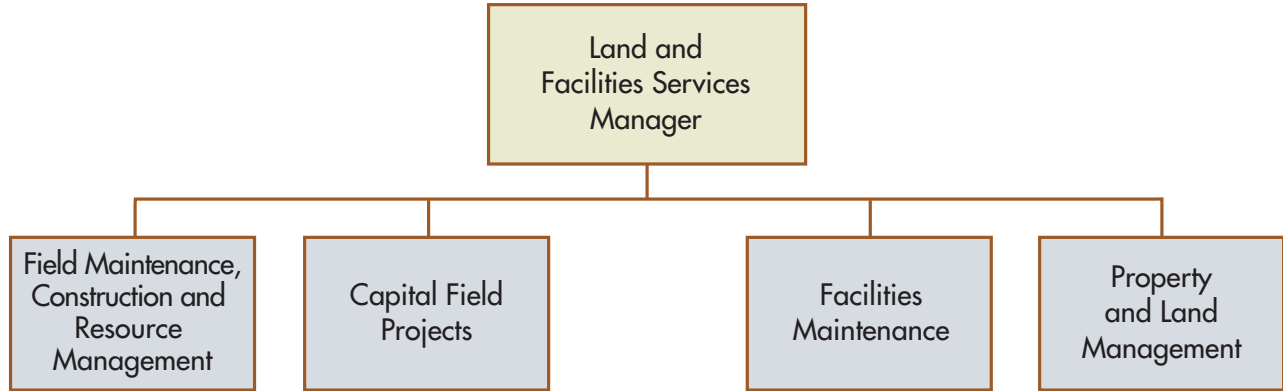 Land and
Facilities Services
Manager
Field Maintenance,
Construction and
Resource
Management
Capital Field
Projects
Facilities
Maintenance
Property
and Land
Management